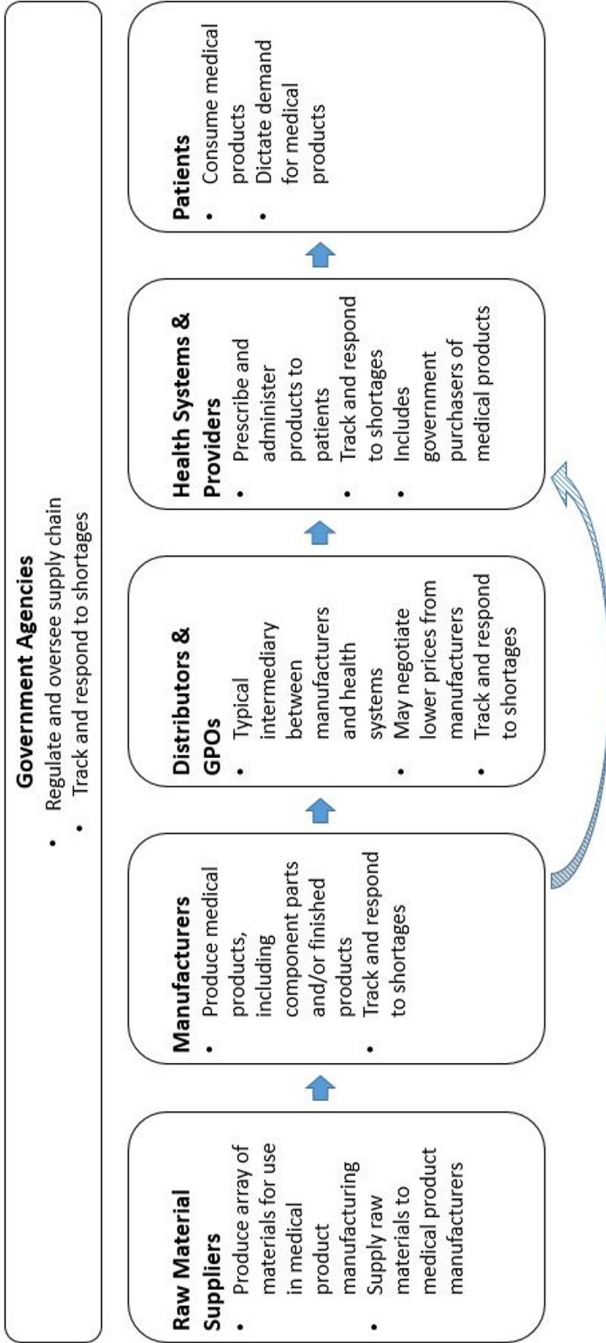 Government Agencies
• Regulate and oversee supply chain
• Track and respond to shortages
Raw Material
Suppliers
• Produce array of
materials for use
in medical
product
manufacturing
• Supply raw
materials to
medical product
manufacturers
Manufacturers
• Produce medical
products,
including
component parts
and/or finished
products
• Track and respond
to shortages
Distributors &
GPOs
• Typical
intermediary
between
manufacturers
and health
systems
• May negotiate
lower prices from
manufacturers
• Track and respond
to shortages
Health Systems &
Providers
• Prescribe and
administer
products to
patients
• Track and respond
to shortages
• Includes
government
purchasers of
medical products
Patients
• Consume medical
products
• Dictate demand
for medical
products